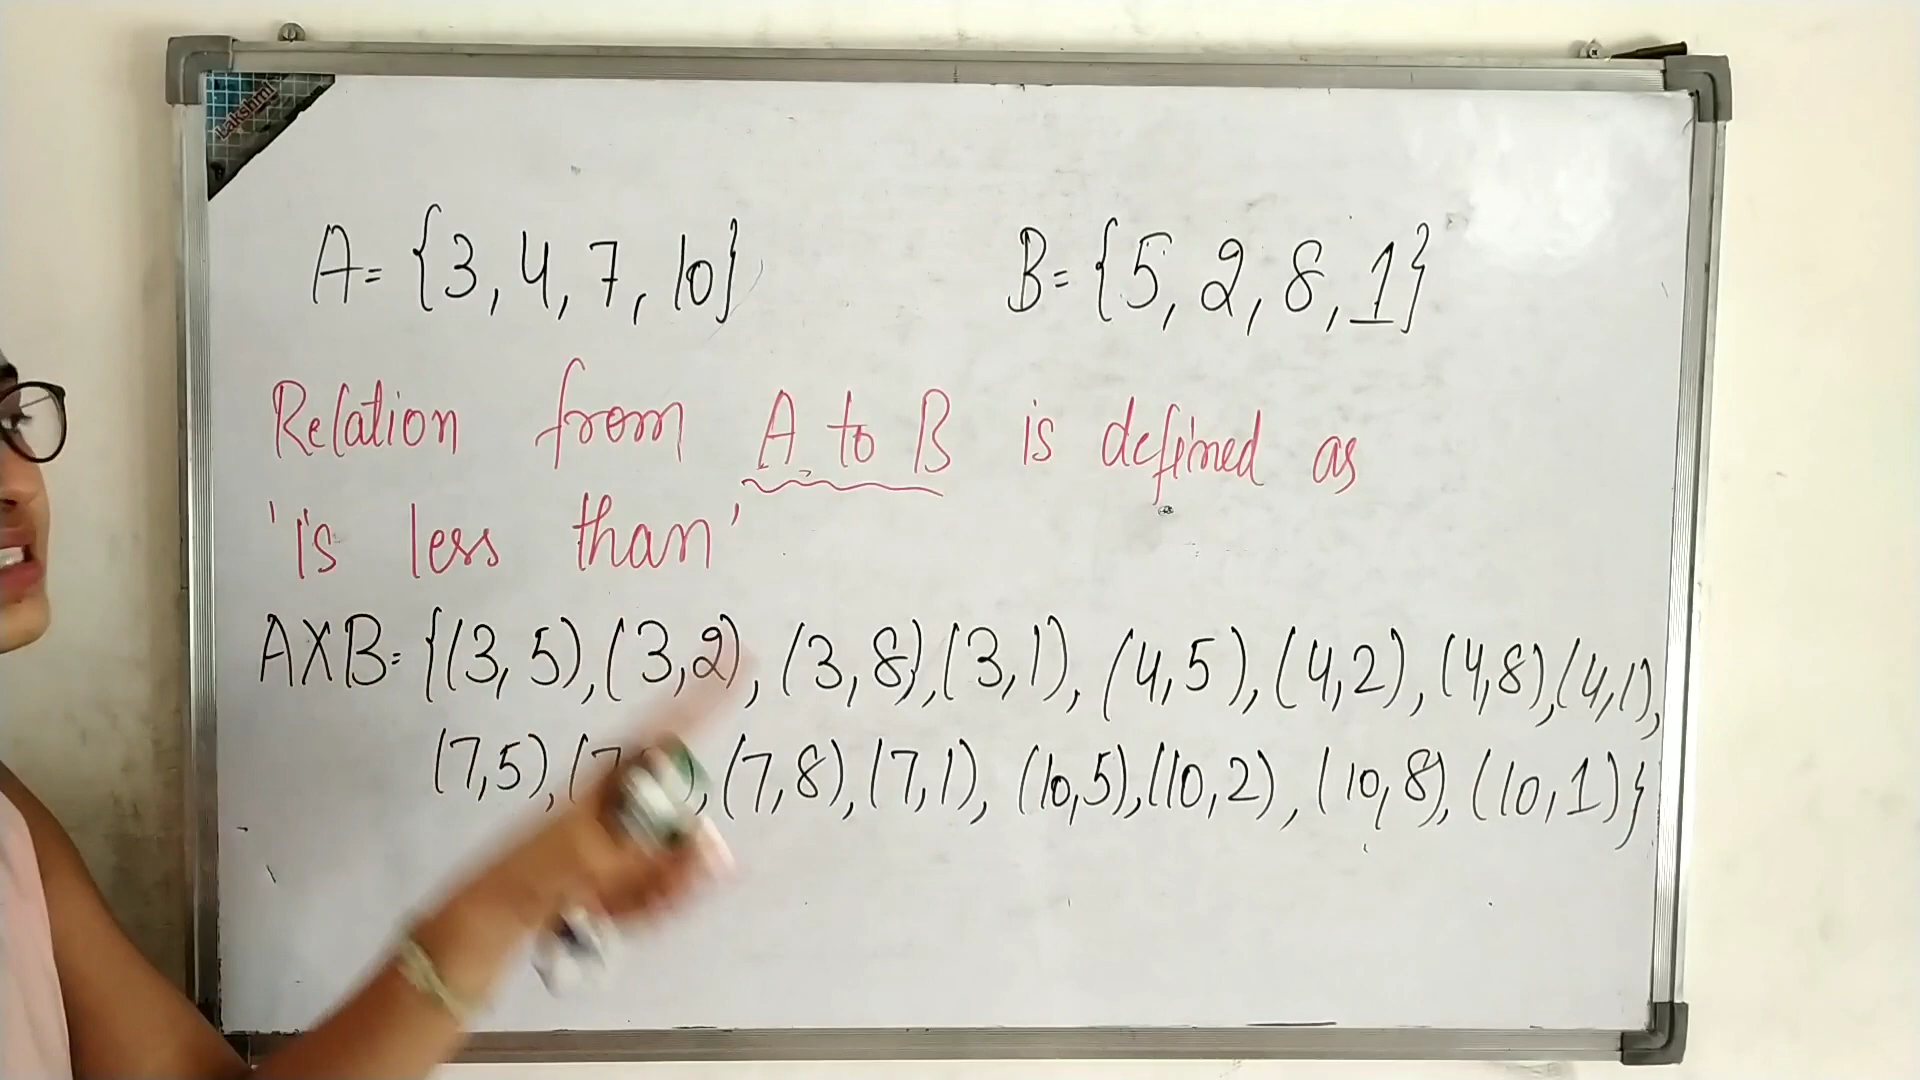 Lakshmi
A= {3, 4, 7, 10} B= {5, 2, 8, 1}
Relation from A to B is defined as
'is less than'
AXB= {(3, 5), (3,2), (3,8), (3,1), (4,5), (4,2), (4,8), (4,1),
(7,5), (7, ), (7,8), (7,1), (10,5), (10,2), (10,8), (10,1)}